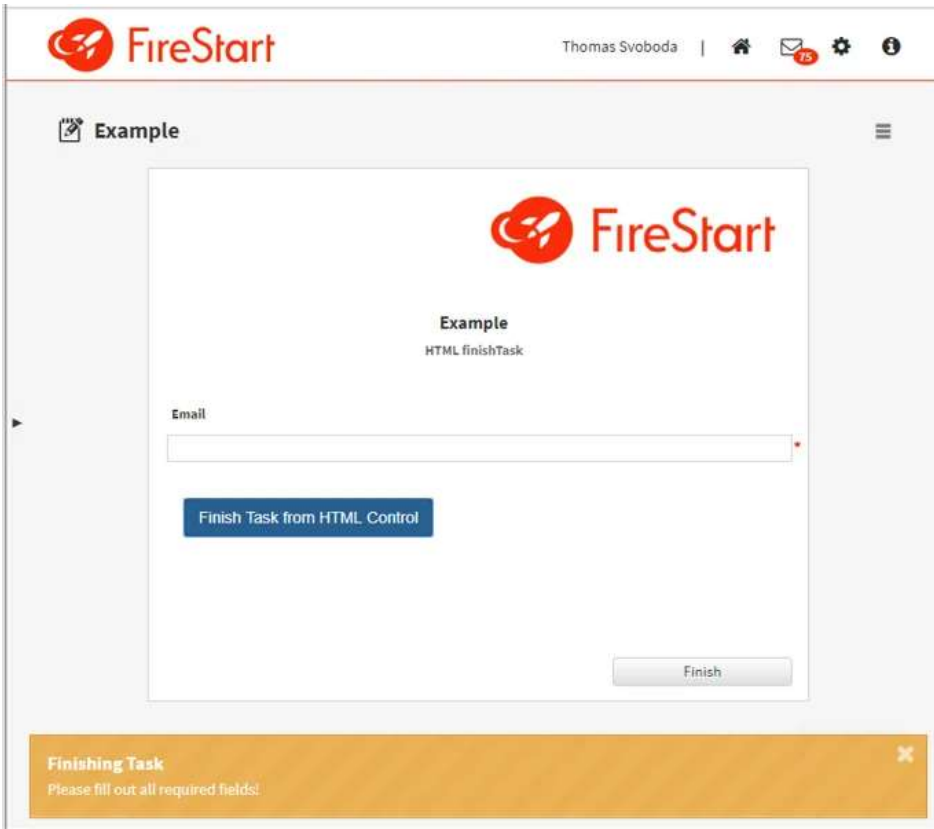 FireStart
Thomas Svoboda |
75
Example
FireStart
Example
HTML finishTask
Email
*
Finish Task from HTML Control
Finish
Finishing Task
Please fill out all required fields!